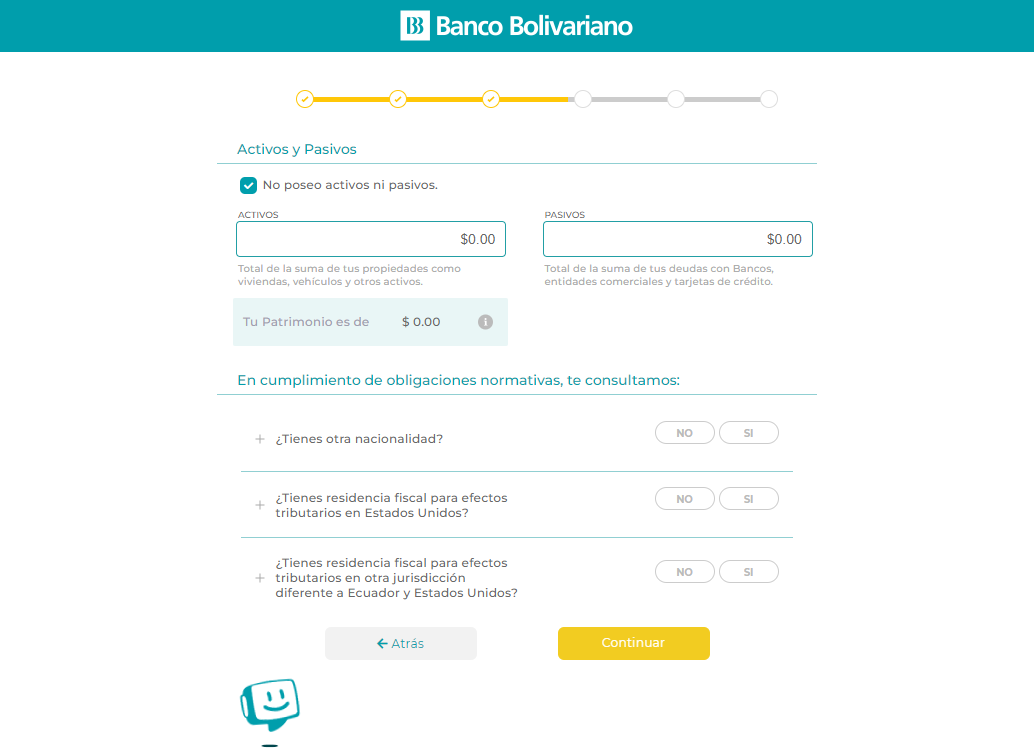 Banco Bolivariano
Activos y Pasivos
No poseo activos ni pasivos.
ACTIVOS
$0.00
Total de la suma de tus propiedades como
viviendas, vehículos y otros activos.
PASIVOS
$0.00
Total de la suma de tus deudas con Bancos,
entidades comerciales y tarjetas de crédito.
Tu Patrimonio es de $ 0.00
En cumplimiento de obligaciones normativas, te consultamos:
+ ¿Tienes otra nacionalidad? NO SI
+ ¿Tienes residencia fiscal para efectos
tributarios en Estados Unidos? NO SI
+ ¿Tienes residencia fiscal para efectos
tributarios en otra jurisdicción
diferente a Ecuador y Estados Unidos? NO SI
← Atrás
Continuar